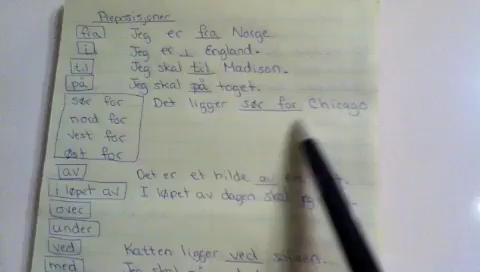 Preposisjoner
fra Jeg er fra Norge
i Jeg er i England.
til Jeg skal til Madison.
på Jeg skal på toget.
sør for Det ligger sør for Chicago
nord for
vest for
øst for
av Det er et bilde av
i løpet av I løpet av dagen skal
over
under
ved Katten ligger ved
med Jeg skal